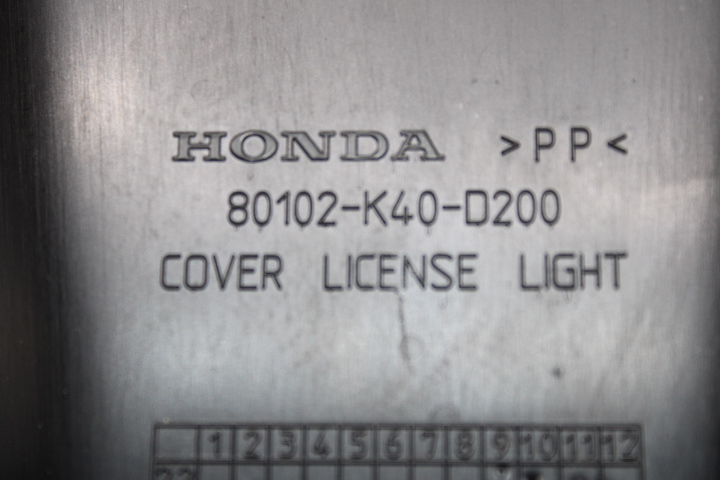 HONDA >PP<
80102-K40-D200
COVER LICENSE LIGHT
1 2 3 4 5 6 7 8 9 10 11 12